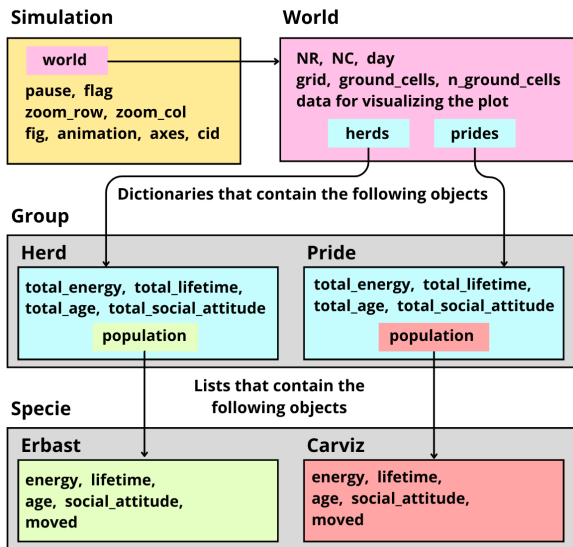 Simulation
World
world
pause, flag
zoom_row, zoom_col
fig, animation, axes, cid
NR, NC, day
grid, ground_cells, n_ground_cells
data for visualizing the plot
herds
prides
Dictionaries that contain the following objects
Group
Herd
total_energy, total_lifetime,
total_age, total_social_attitude
population
Pride
total_energy, total_lifetime,
total_age, total_social_attitude
population
Lists that contain the
following objects
Specie
Erbast
energy, lifetime,
age, social_attitude,
moved
Carviz
energy, lifetime,
age, social_attitude,
moved